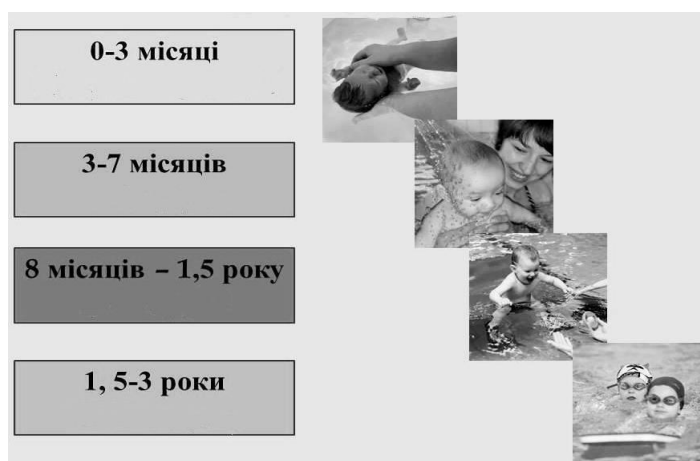 0-3 місяці
3-7 місяців
8 місяців – 1,5 року
1, 5-3 роки